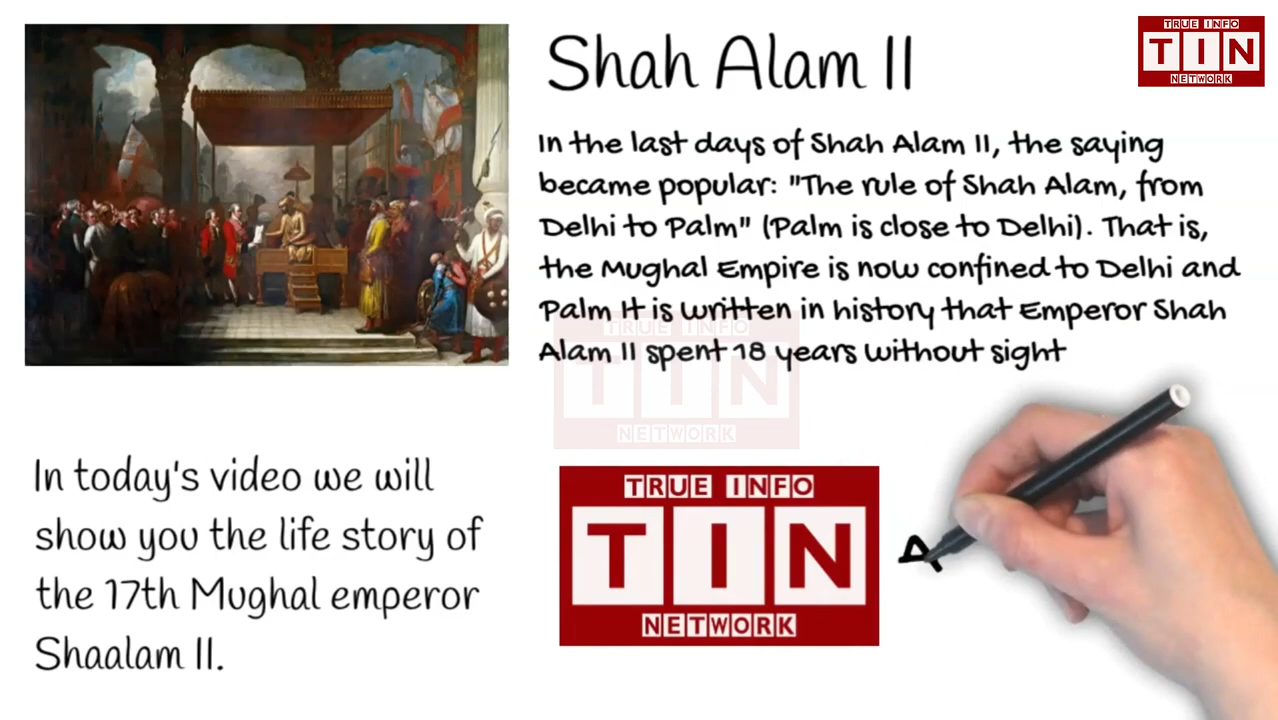 Shah Alam II
TRUE INFO
TIN
NETWORK
In the last days of Shah Alam II, the saying
became popular: "The rule of Shah Alam, from
Delhi to Palm" (Palm is close to Delhi). That is,
the Mughal Empire is now confined to Delhi and
Palm It is written in history that Emperor Shah
Alam II spent 18 years without sight
TRUE INFO
TIN
NETWORK
In today's video we will
show you the life story of
the 17th Mughal emperor
Shaalam II.
TRUE INFO
TIN
NETWORK
A